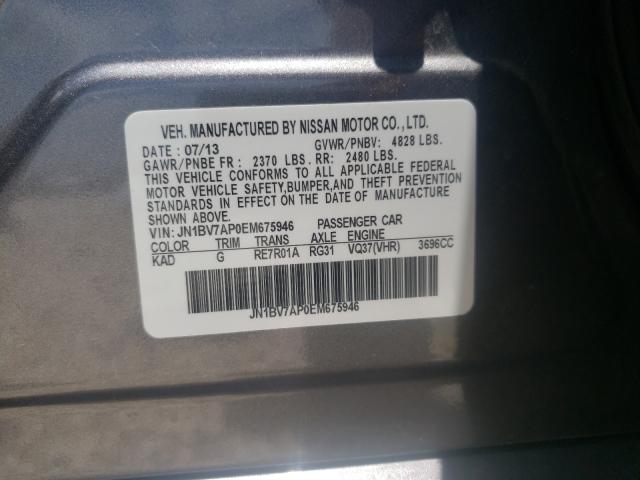 VEH. MANUFACTURED BY NISSAN MOTOR CO.,LTD.
DATE : 07/13 GVWR/PNBV: 4828 LBS.
GAWR/PNBE FR : 2370 LBS. RR: 2480 LBS.
THIS VEHICLE CONFORMS TO ALL APPLICABLE FEDERAL
MOTOR VEHICLE SAFETY,BUMPER,AND THEFT PREVENTION
STANDARDS IN EFFECT ON THE DATE OF MANUFACTURE
SHOWN ABOVE.
VIN: JN1BV7AP0EM675946 PASSENGER CAR
COLOR TRIM TRANS AXLE ENGINE
KAD G RE7R01A RG31 VQ37(VHR) 3696CC
JN1BV7AP0EM675946